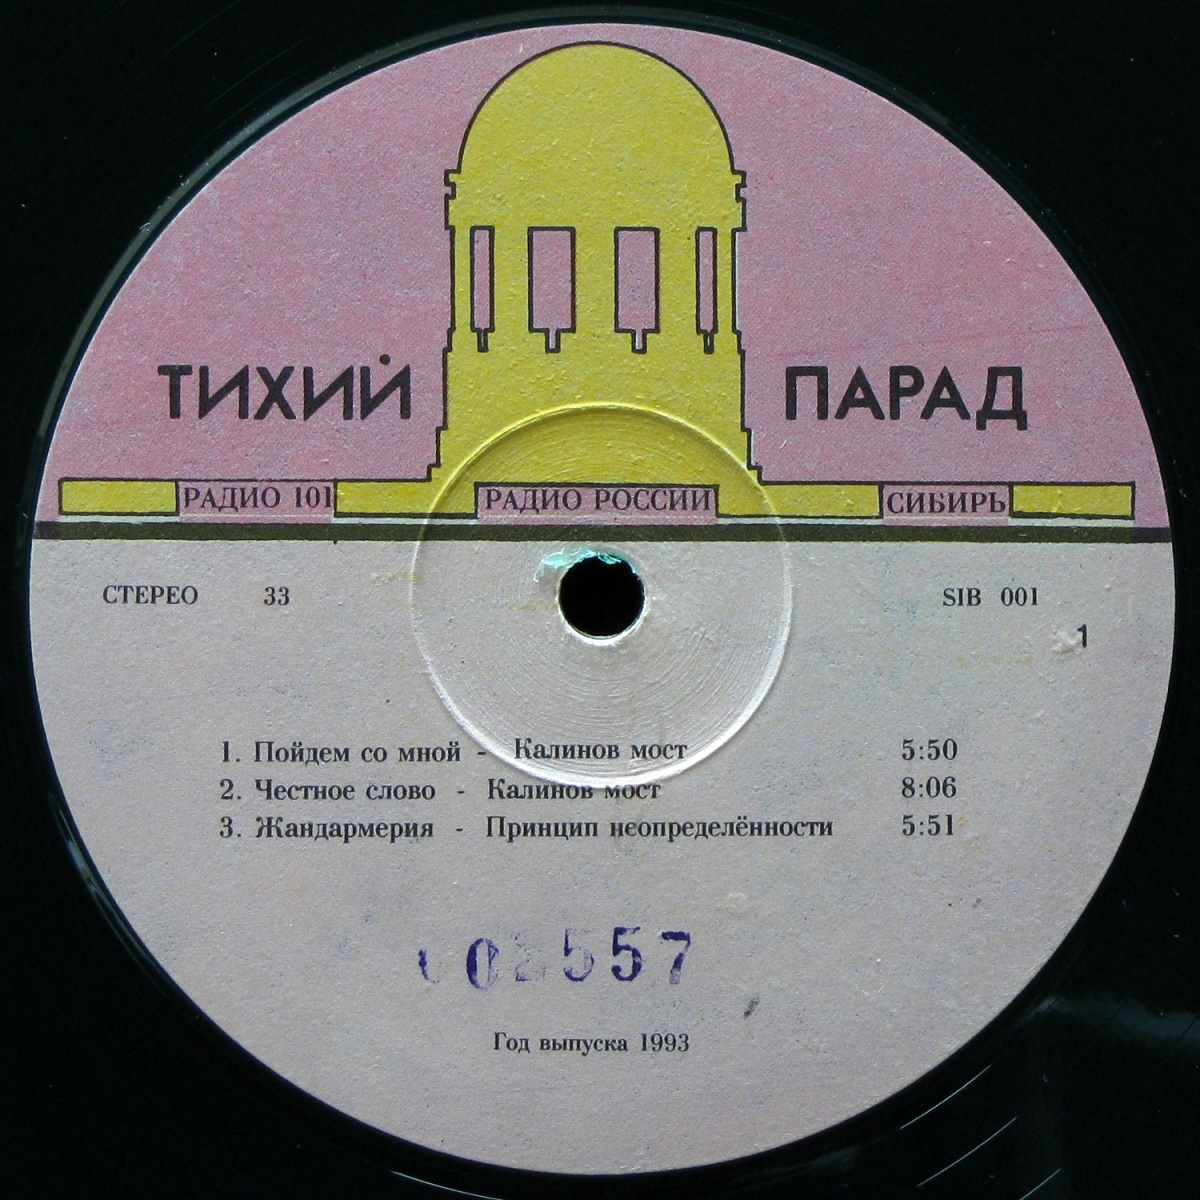 ТИХИЙ ПАРАД
РАДИО 101 РАДИО РОССИИ СИБИРЬ
СТЕРЕО 33 SIB 001
1
1. Пойдем со мной - Калинов мост 5:50
2. Честное слово - Калинов мост 8:06
3. Жандармерия - Принцип неопределённости 5:51
Год выпуска 1993